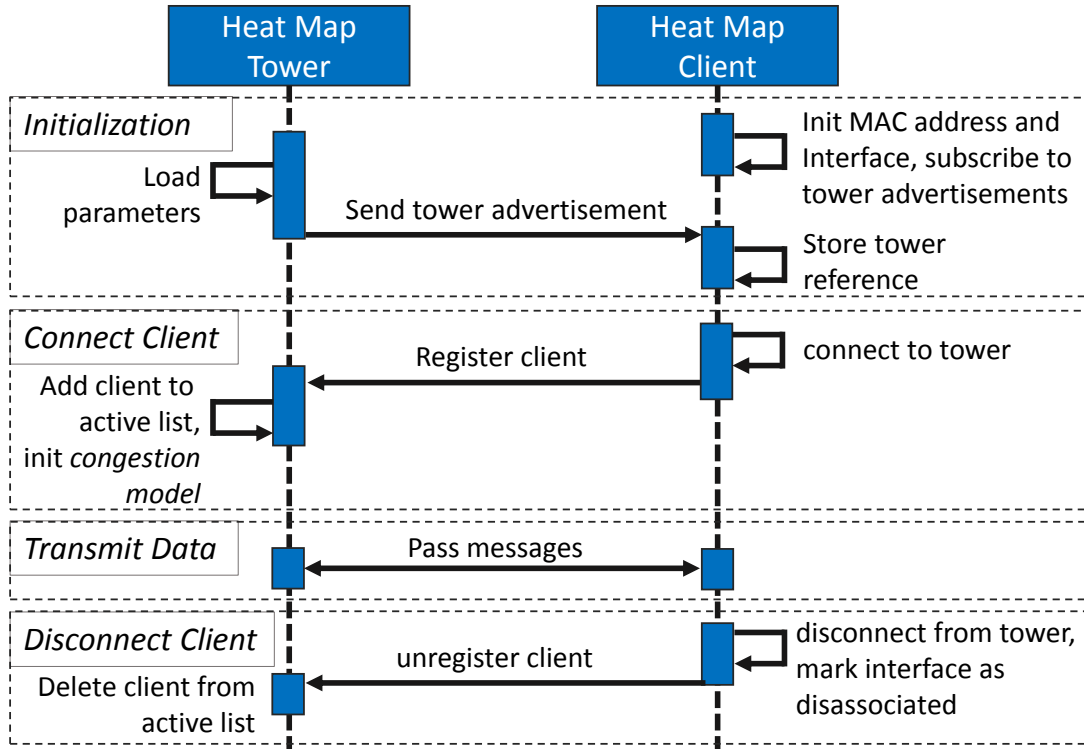 Heat Map
Tower
Heat Map
Client
Initialization
Init MAC address and
Interface, subscribe to
tower advertisements
Load
parameters
Send tower advertisement
Store tower
reference
Connect Client
Register client
connect to tower
Add client to
active list,
init congestion
model
Transmit Data
Pass messages
Disconnect Client
unregister client
disconnect from tower,
mark interface as
disassociated
Delete client from
active list